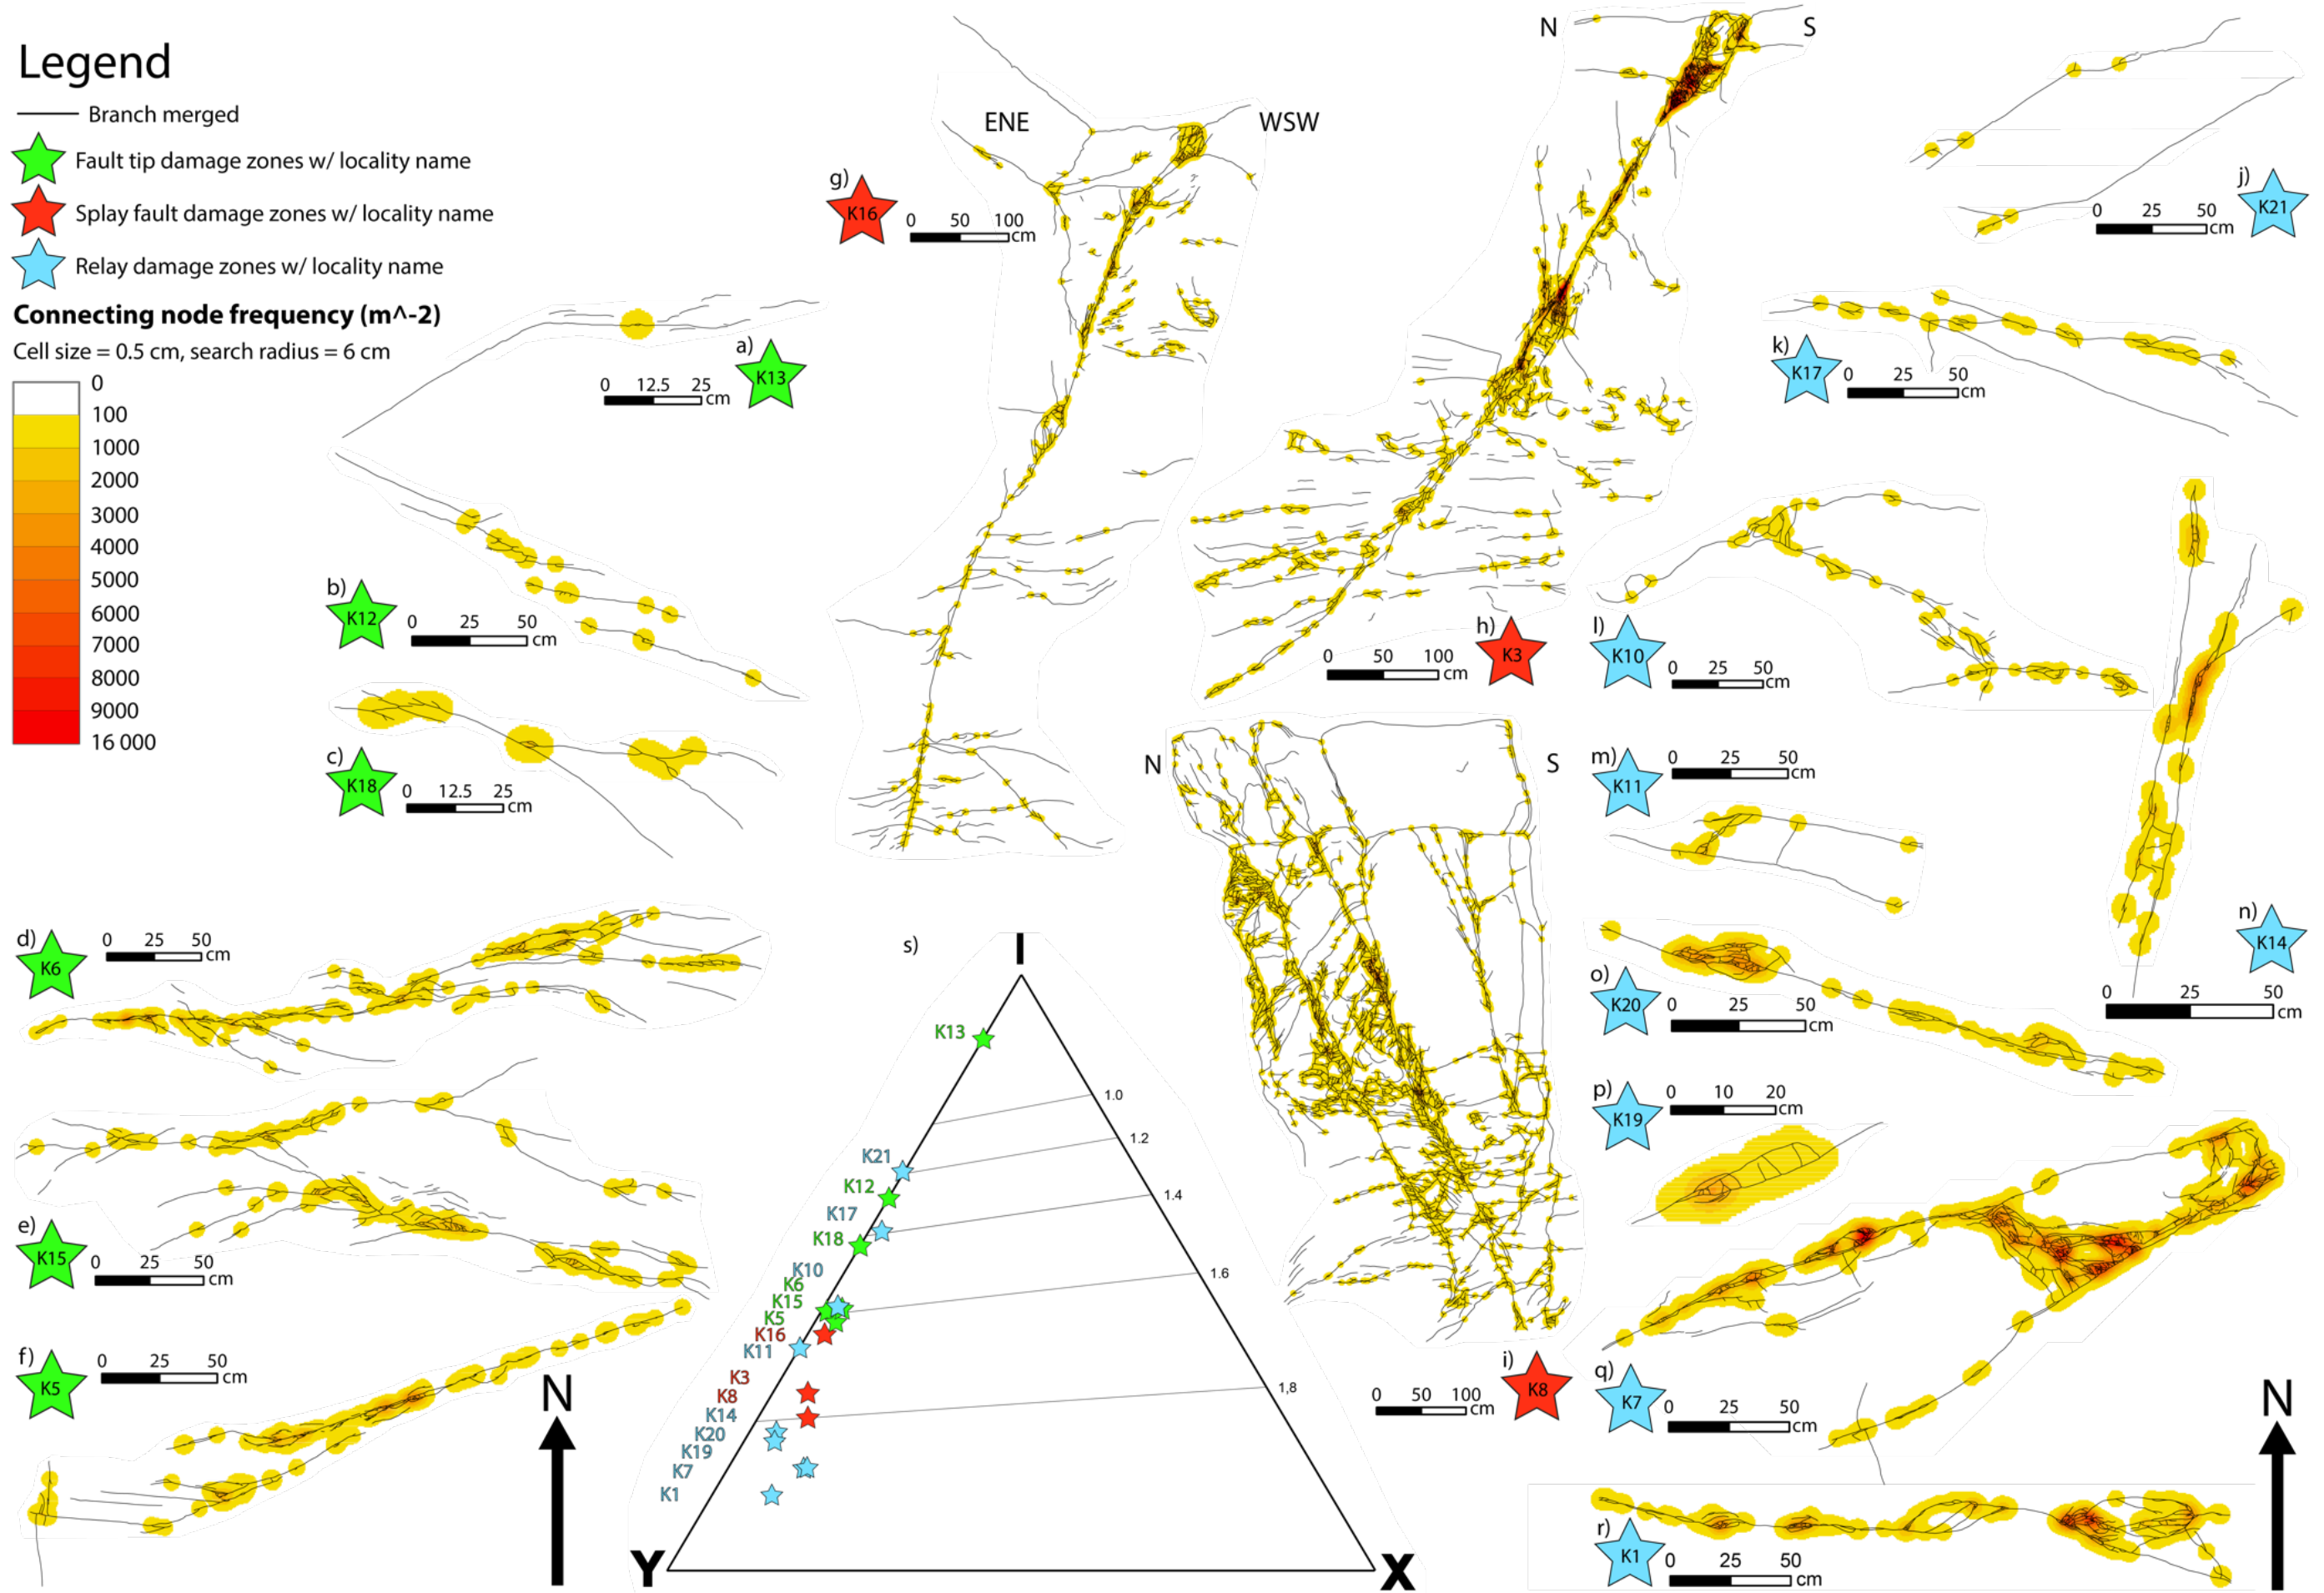 Legend
Branch merged
Fault tip damage zones w/ locality name
Splay fault damage zones w/ locality name
Relay damage zones w/ locality name
Connecting node frequency (m^-2)
Cell size = 0.5 cm, search radius = 6 cm
0
100
1000
2000
3000
4000
5000
6000
7000
8000
9000
16 000
a)
K13
0 12.5 25 cm
b)
K12
0 25 50 cm
c)
K18
0 12.5 25 cm
d)
K6
0 25 50 cm
e)
K15
0 25 50 cm
f)
K5
0 25 50 cm
N
ENE WSW
g)
K16
0 50 100 cm
N S
h)
K3
0 50 100 cm
N S
i)
K8
0 50 100 cm
j)
K21
0 25 50 cm
k)
K17
0 25 50 cm
l)
K10
0 25 50 cm
m)
K11
0 25 50 cm
n)
K14
0 25 50 cm
o)
K20
0 25 50 cm
p)
K19
0 10 20 cm
q)
K7
0 25 50 cm
r)
K1
0 25 50 cm
N
s)
I
K13
1.0
1.2
K21
K12
1.4
K17
K18
K10
1.6
K6
K15
K5
K16
K11
K3
1,8
K8
K14
K20
K19
K7
K1
Y X